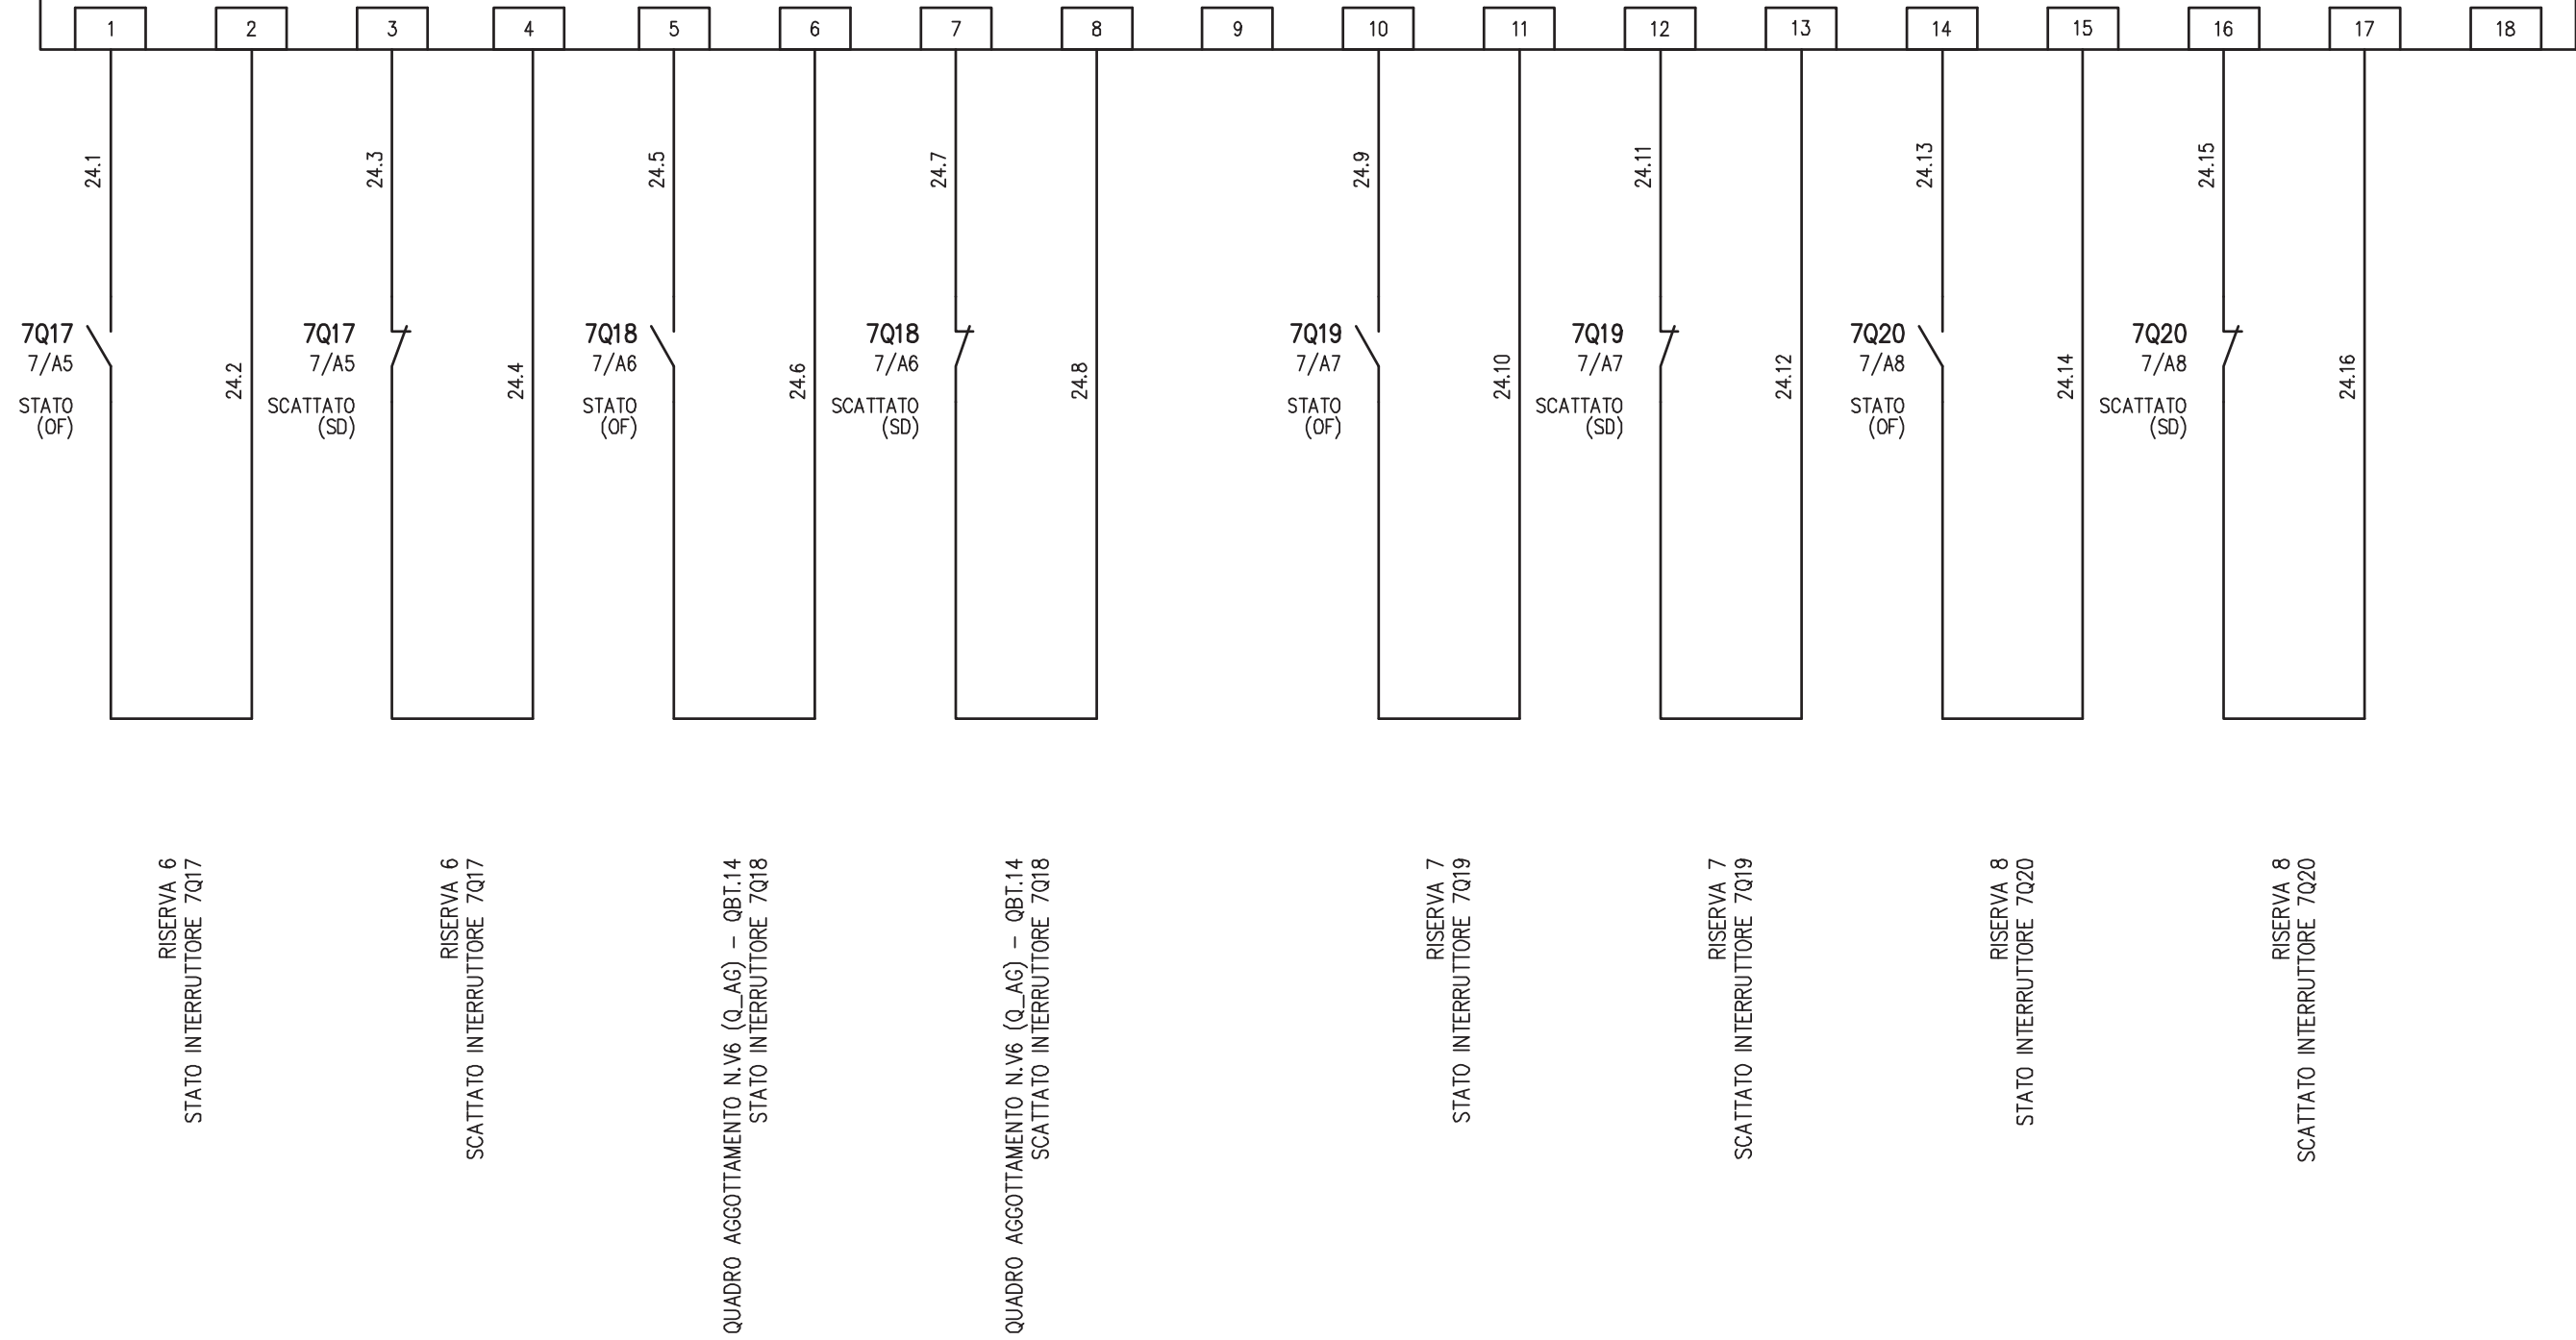 1
2
3
4
5
6
7
8
9
10
11
12
13
14
15
16
17
18
24.1
24.3
24.5
24.7
24.9
24.11
24.13
24.15
7Q17
7/A5
STATO
(OF)
24.2
7Q17
7/A5
SCATTATO
(SD)
24.4
7Q18
7/A6
STATO
(OF)
24.6
7Q18
7/A6
SCATTATO
(SD)
24.8
7Q19
7/A7
STATO
(OF)
24.10
7Q19
7/A7
SCATTATO
(SD)
24.12
7Q20
7/A8
STATO
(OF)
24.14
7Q20
7/A8
SCATTATO
(SD)
24.16
RISERVA 6
STATO INTERRUTTORE 7Q17
RISERVA 6
SCATTATO INTERRUTTORE 7Q17
QUADRO AGGOTTAMENTO N.V6 (Q_AG) - QBT.14
STATO INTERRUTTORE 7Q18
QUADRO AGGOTTAMENTO N.V6 (Q_AG) - QBT.14
SCATTATO INTERRUTTORE 7Q18
RISERVA 7
STATO INTERRUTTORE 7Q19
RISERVA 7
SCATTATO INTERRUTTORE 7Q19
RISERVA 8
STATO INTERRUTTORE 7Q20
RISERVA 8
SCATTATO INTERRUTTORE 7Q20